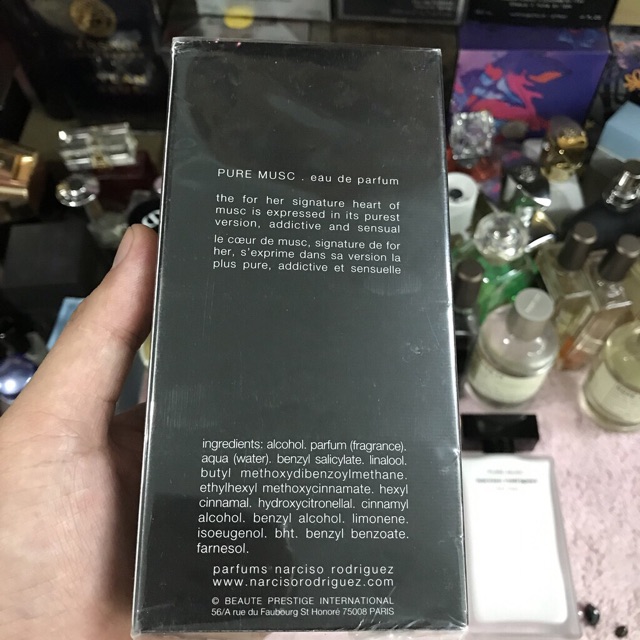 PURE MUSC . eau de parfum
the for her signature heart of
musc is expressed in its purest
version, addictive and sensual
le cœur de musc, signature de for
her, s'exprime dans sa version la
plus pure, addictive et sensuelle
ingredients: alcohol. parfum (fragrance).
aqua (water). benzyl salicylate. linalool.
butyl methoxydibenzoylmethane.
ethylhexyl methoxycinnamate. hexyl
cinnamal. hydroxycitronellal. cinnamyl
alcohol. benzyl alcohol. limonene.
isoeugenol. bht. benzyl benzoate.
farnesol.
parfums narciso rodriguez
www.narcisorodriguez.com
© BEAUTE PRESTIGE INTERNATIONAL
56/A rue du Faubourg St Honoré 75008 PARIS
PURE MUSC
narciso rodriguez